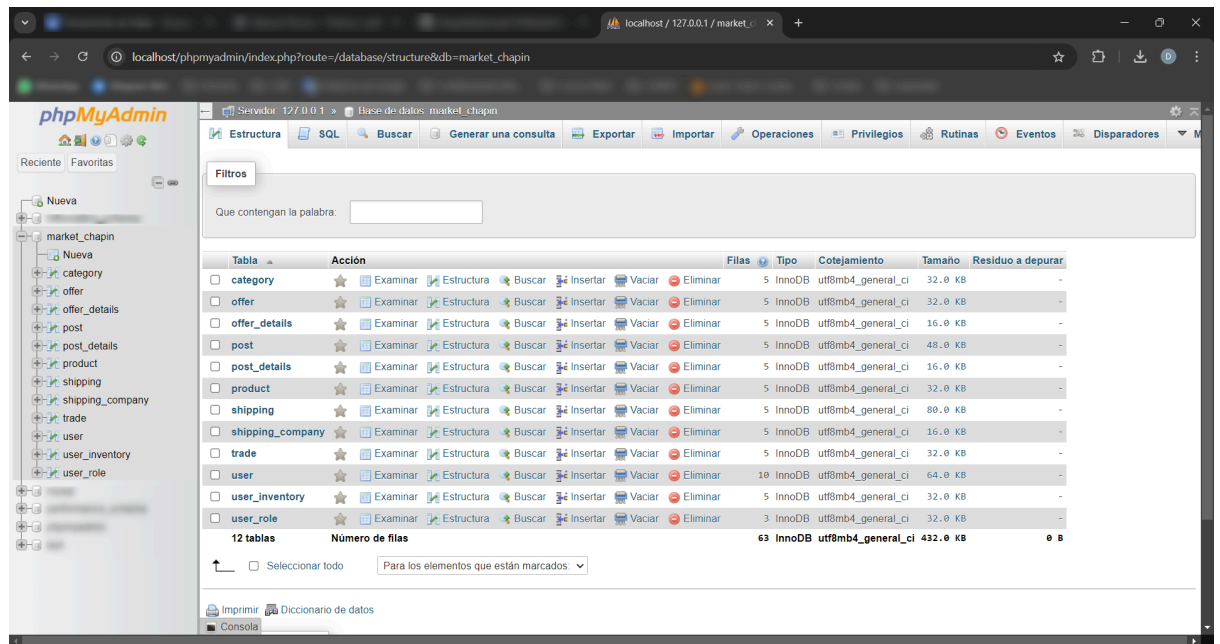 localhost / 127.0.0.1 / market_c
localhost/phpmyadmin/index.php?route=/database/structure&db=market_chapin
D
phpMyAdmin
Reciente Favoritas
Nueva
market_chapin
Nueva
category
offer
offer_details
post
post_details
product
shipping
shipping_company
trade
user
user_inventory
user_role
Servidor: 127.0.0.1 » Base de datos: market_chapin
Estructura SQL Buscar Generar una consulta Exportar Importar Operaciones Privilegios Rutinas Eventos Disparadores M
Filtros
Que contengan la palabra:
Tabla Acción Filas Tipo Cotejamiento Tamaño Residuo a depurar
category Examinar Estructura Buscar Insertar Vaciar Eliminar 5 InnoDB utf8mb4_general_ci 32.0 KB -
offer Examinar Estructura Buscar Insertar Vaciar Eliminar 5 InnoDB utf8mb4_general_ci 32.0 KB -
offer_details Examinar Estructura Buscar Insertar Vaciar Eliminar 5 InnoDB utf8mb4_general_ci 16.0 KB -
post Examinar Estructura Buscar Insertar Vaciar Eliminar 5 InnoDB utf8mb4_general_ci 48.0 KB -
post_details Examinar Estructura Buscar Insertar Vaciar Eliminar 5 InnoDB utf8mb4_general_ci 16.0 KB -
product Examinar Estructura Buscar Insertar Vaciar Eliminar 5 InnoDB utf8mb4_general_ci 32.0 KB -
shipping Examinar Estructura Buscar Insertar Vaciar Eliminar 5 InnoDB utf8mb4_general_ci 80.0 KB -
shipping_company Examinar Estructura Buscar Insertar Vaciar Eliminar 5 InnoDB utf8mb4_general_ci 16.0 KB -
trade Examinar Estructura Buscar Insertar Vaciar Eliminar 5 InnoDB utf8mb4_general_ci 32.0 KB -
user Examinar Estructura Buscar Insertar Vaciar Eliminar 10 InnoDB utf8mb4_general_ci 64.0 KB -
user_inventory Examinar Estructura Buscar Insertar Vaciar Eliminar 5 InnoDB utf8mb4_general_ci 32.0 KB -
user_role Examinar Estructura Buscar Insertar Vaciar Eliminar 3 InnoDB utf8mb4_general_ci 32.0 KB -
12 tablas Número de filas 63 InnoDB utf8mb4_general_ci 432.0 KB 0 B
Seleccionar todo Para los elementos que están marcados:
Imprimir Diccionario de datos
Consola